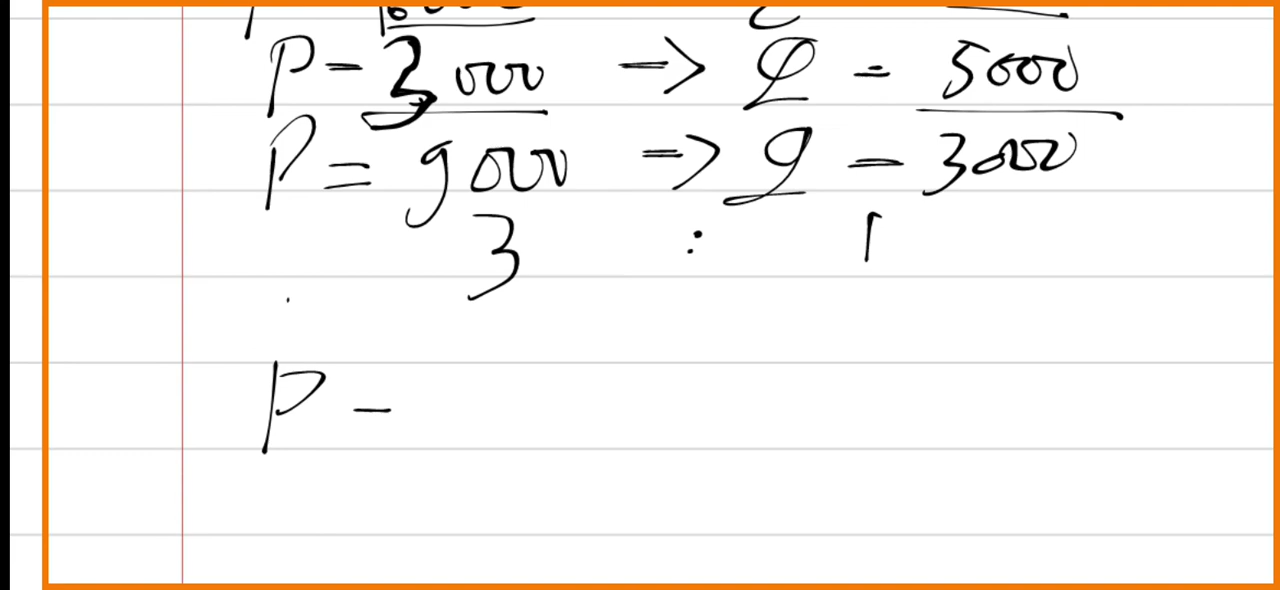 P - 3000 => Q = 5000
P = 9000 => Q = 3000
3 : 1
P -